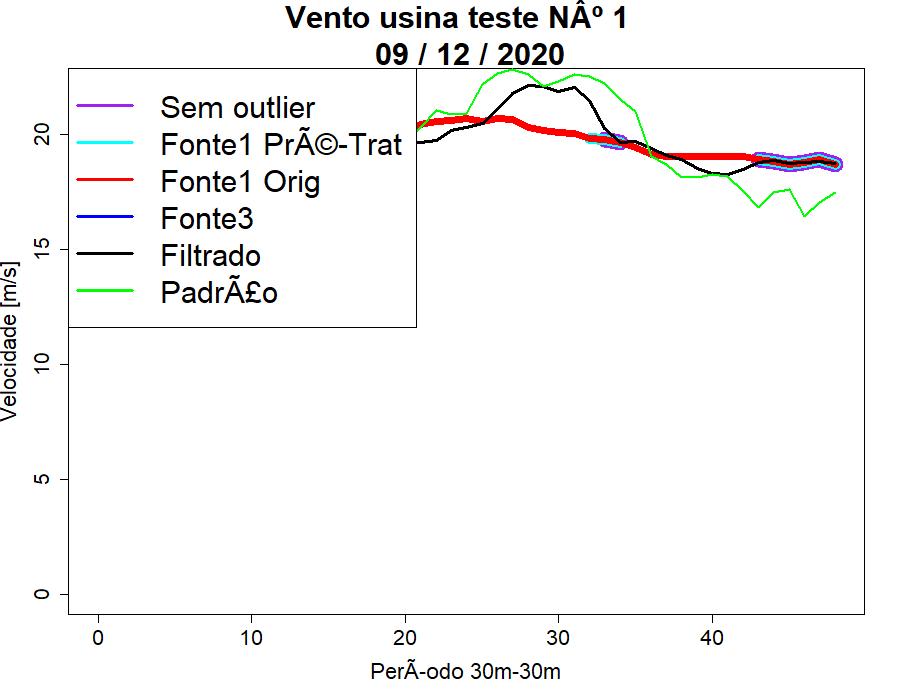 Vento usina teste NÂº 1
09 / 12 / 2020
Sem outlier
Fonte1 PrÃ©-Trat
Fonte1 Orig
Fonte3
Filtrado
PadrÃ£o
Velocidade [m/s]
20
15
10
5
0
0 10 20 30 40
PerÃ-odo 30m-30m